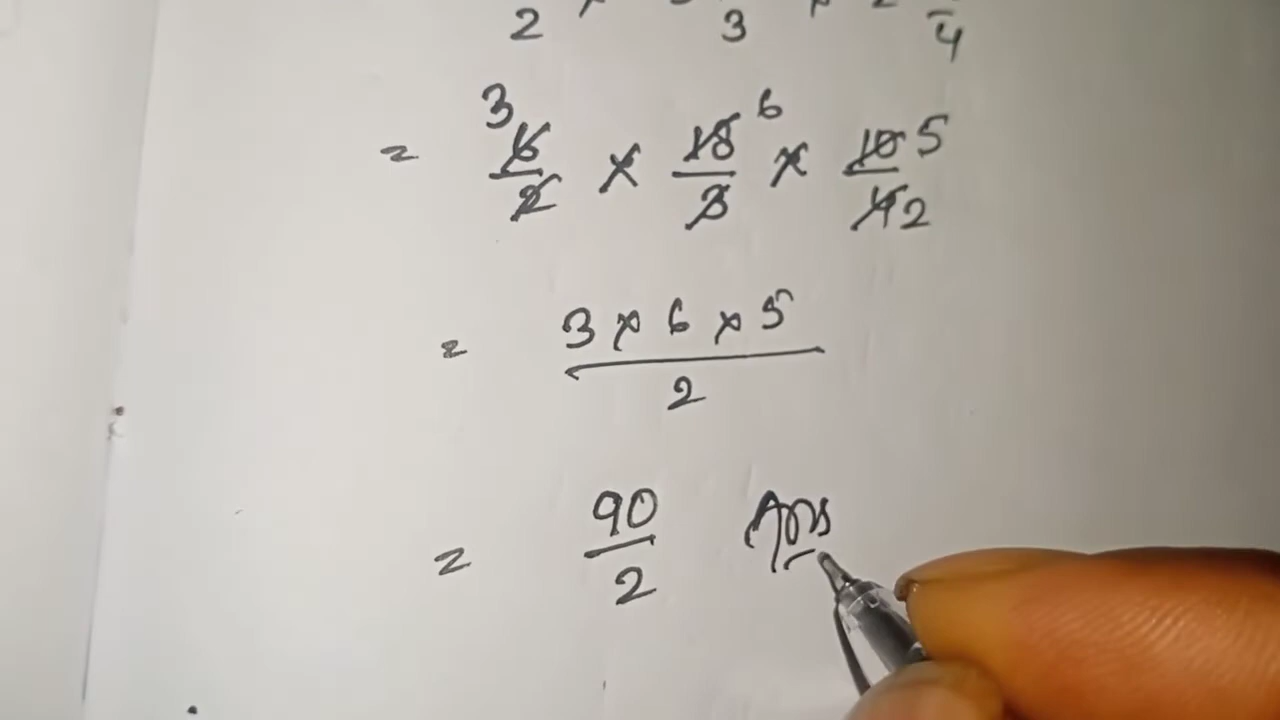 2 × 3 × 2 4
= 3 6/2 × 18/3 6 × 10/4 5 2
= 3 × 6 × 5 / 2
= 90/2 Ans